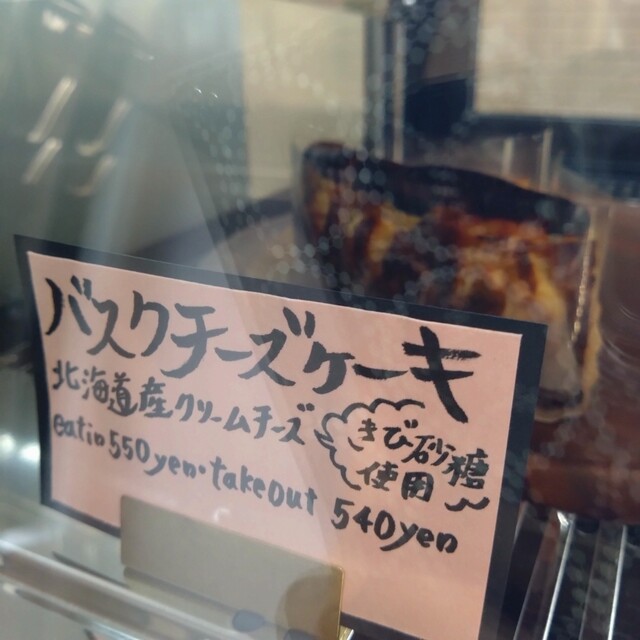 バスクチーズケーキ
北海道産クリームチーズ
きび砂糖
使用
eatin 550yen・takeout 540yen